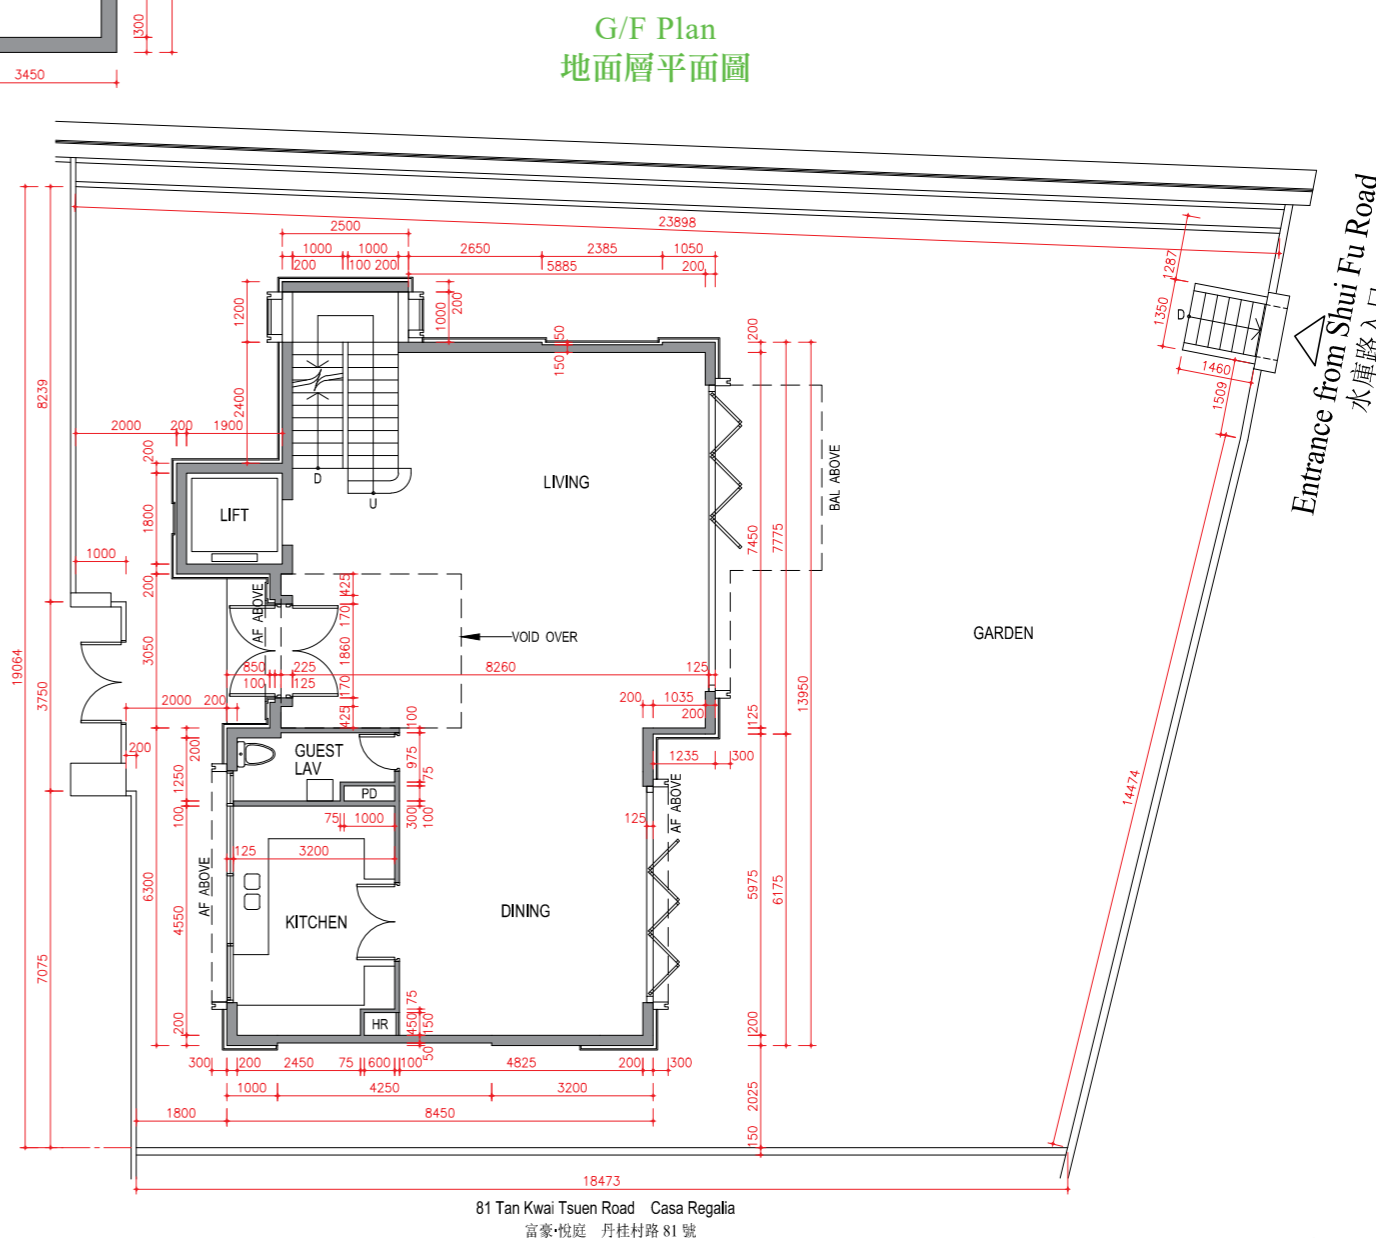 G/F Plan
地面層平面圖
300
3450
23898
2500
1000 1000 2650 2385 1050
200 100 200 5885 200
1200
1000
200
1287
1350
D
1460
1509
Entrance from Shui Fu Road
水庫路入口
8239
2400
150
50
200
2000 200 1900
200
LIVING
BAL ABOVE
D
U
LIFT
1800
7450
7775
1000
200
AF ABOVE
425
170
VOID OVER
GARDEN
19064
3750
3050
1860
850 225 8260 125
100 125
170
425
13950
2000 200
200 1035
200
125
200
200
GUEST
LAV
100
975
75
1235 300
1250
PD
100
75 1000
300
100
125
AF ABOVE
14474
125 3200
AF ABOVE
6300
4550
KITCHEN
DINING
5975
6175
7075
200
HR
75
450
150
50
200
300 200 2450 75 600 100 4825 200 300
1000 4250 3200
2025
1800 8450
150
18473
81 Tan Kwai Tsuen Road Casa Regalia
富豪•悅庭 丹桂村路 81 號